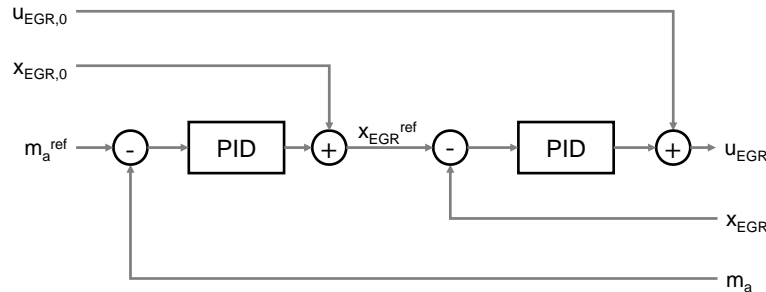 u_EGR,0
x_EGR,0
m_a^ref
-
PID
+
x_EGR^ref
-
PID
+
u_EGR
x_EGR
m_a